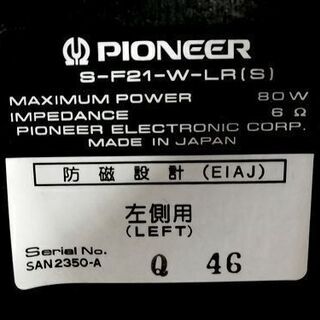 PIONEER
S-F21-W-LR(S)
MAXIMUM POWER 80W
IMPEDANCE 6Ω
PIONEER ELECTRONIC CORP.
MADE IN JAPAN
防磁設計(EIAJ)
左側用
(LEFT)
Serial No.
SAN2350-A Q 46